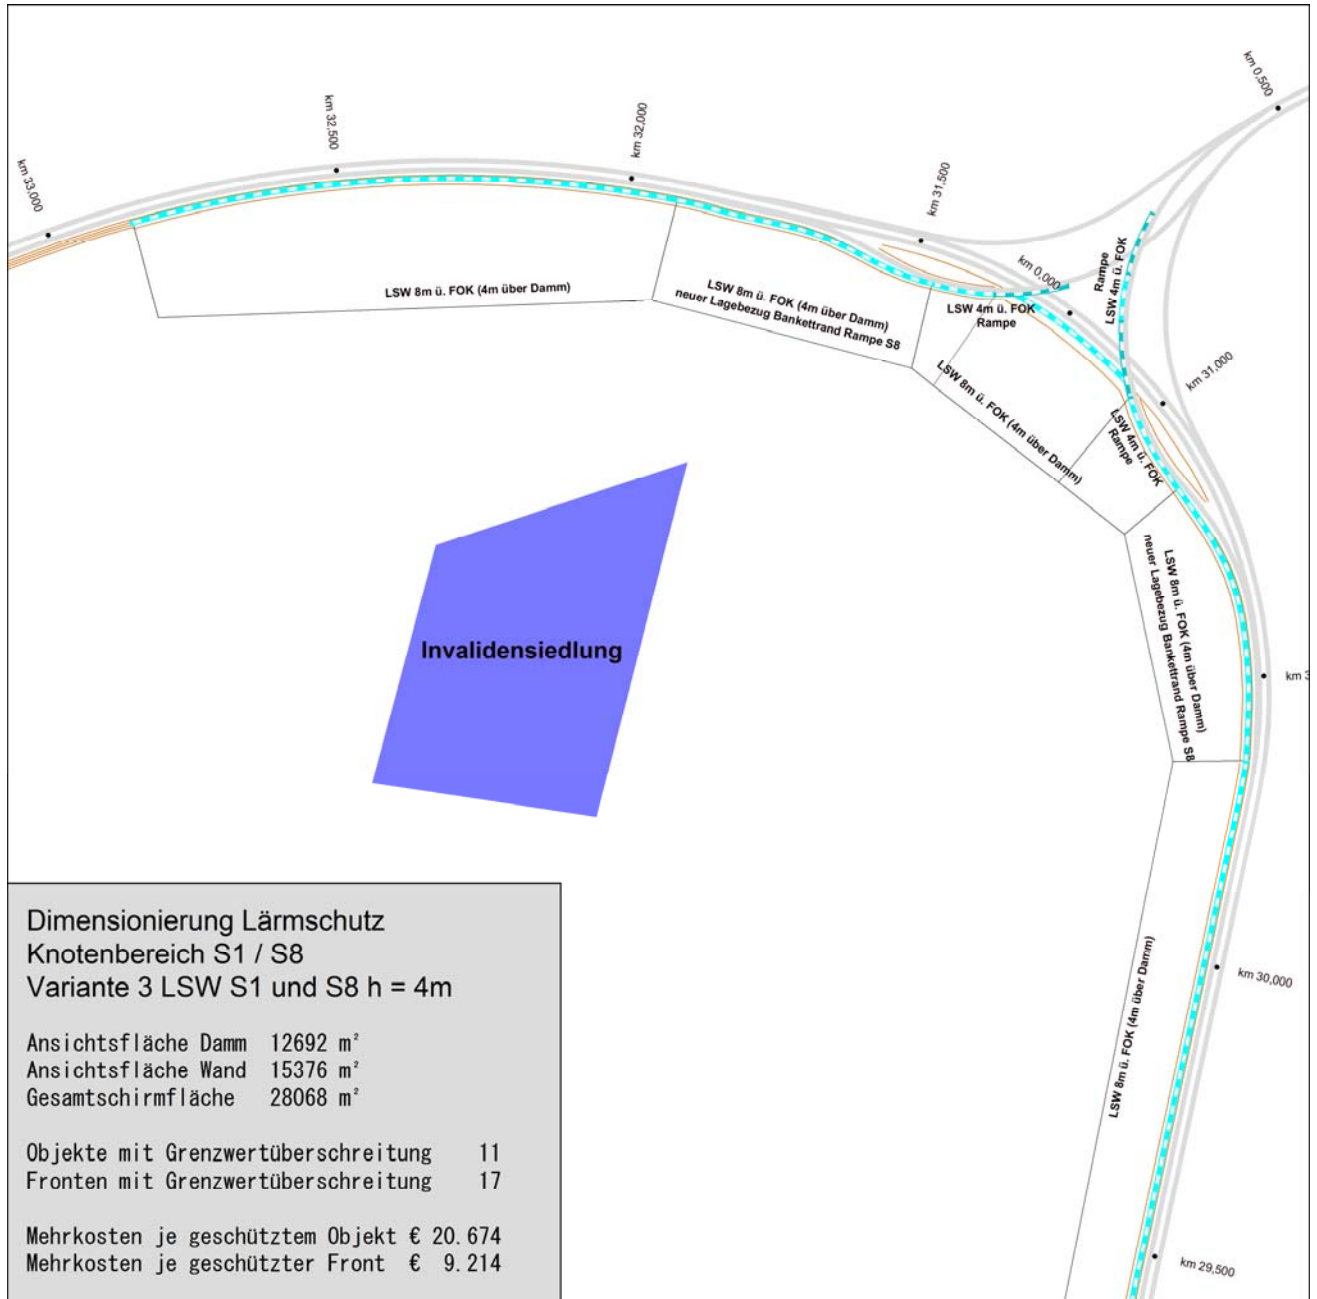 km 0,500
km 32,500
km 32,000
km 33,000
km 31,500
km 0,000
Rampe
LSW 4m ü. FOK
LSW 8m ü. FOK (4m über Damm)
LSW 8m ü. FOK (4m über Damm)
neuer Lagebezug Bankettrand Rampe S8
LSW 4m ü. FOK
Rampe
km 31,000
LSW 8m ü. FOK (4m über Damm)
LSW 4m ü. FOK
Rampe
LSW 8m ü. FOK (4m über Damm)
neuer Lagebezug Bankettrand Rampe S8
Invalidensiedlung
km 3
LSW 8m ü. FOK (4m über Damm)
km 30,000
km 29,500
Dimensionierung Lärmschutz
Knotenbereich S1 / S8
Variante 3 LSW S1 und S8 h = 4m
Ansichtsfläche Damm 12692 m²
Ansichtsfläche Wand 15376 m²
Gesamtschirmfläche 28068 m²
Objekte mit Grenzwertüberschreitung 11
Fronten mit Grenzwertüberschreitung 17
Mehrkosten je geschütztem Objekt € 20.674
Mehrkosten je geschützter Front € 9.214